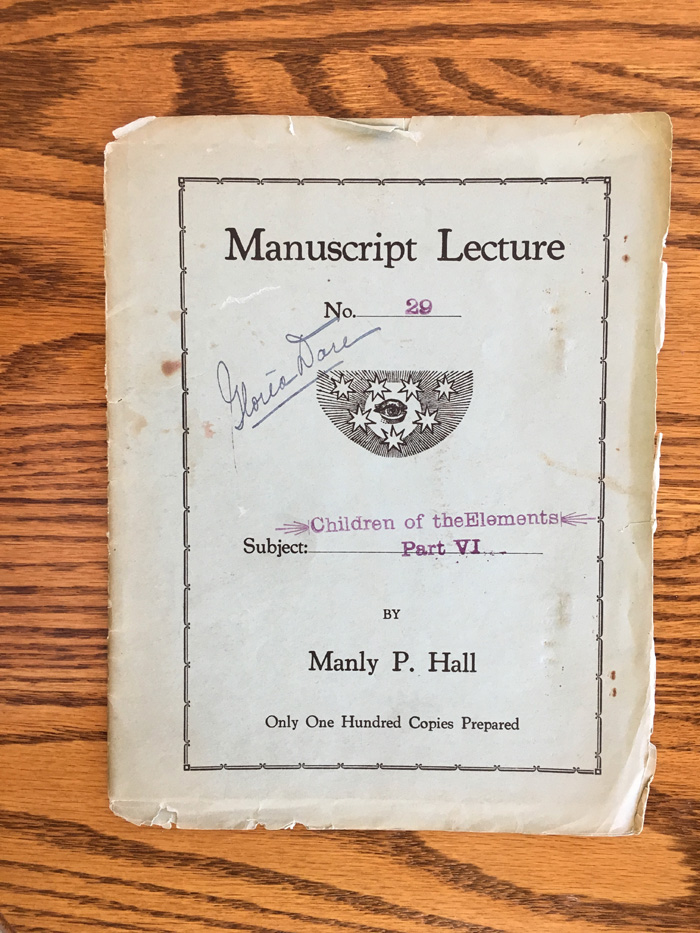 Manuscript Lecture
No. 29
Gloria Dare
Children of theElements
Subject: Part VI
BY
Manly P. Hall
Only One Hundred Copies Prepared